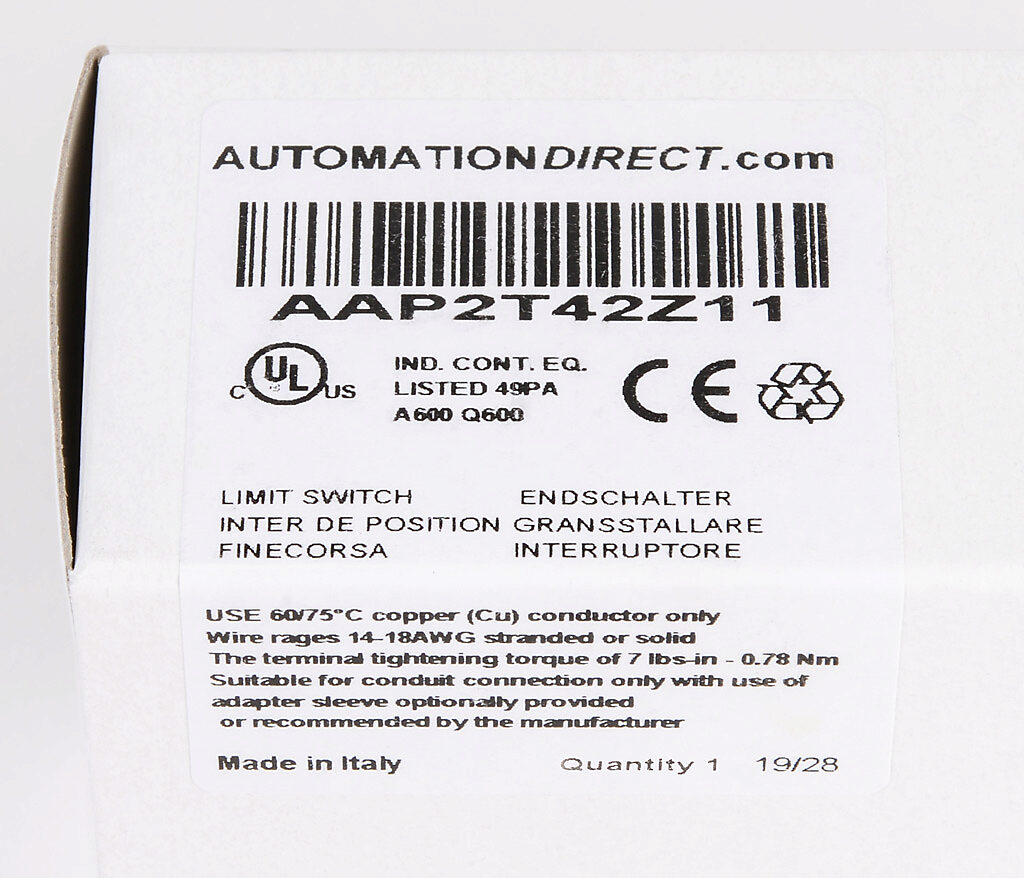 AUTOMATIONDIRECT.com
AAP2T42Z11
C UL US
IND. CONT. EQ.
LISTED 49PA
A600 Q600
CE
LIMIT SWITCH ENDSCHALTER
INTER DE POSITION GRANSSTALLARE
FINECORSA INTERRUPTORE
USE 60/75°C copper (Cu) conductor only
Wire rages 14-18AWG stranded or solid
The terminal tightening torque of 7 lbs-in - 0.78 Nm
Suitable for conduit connection only with use of
adapter sleeve optionally provided
or recommended by the manufacturer
Made in Italy Quantity 1 19/28